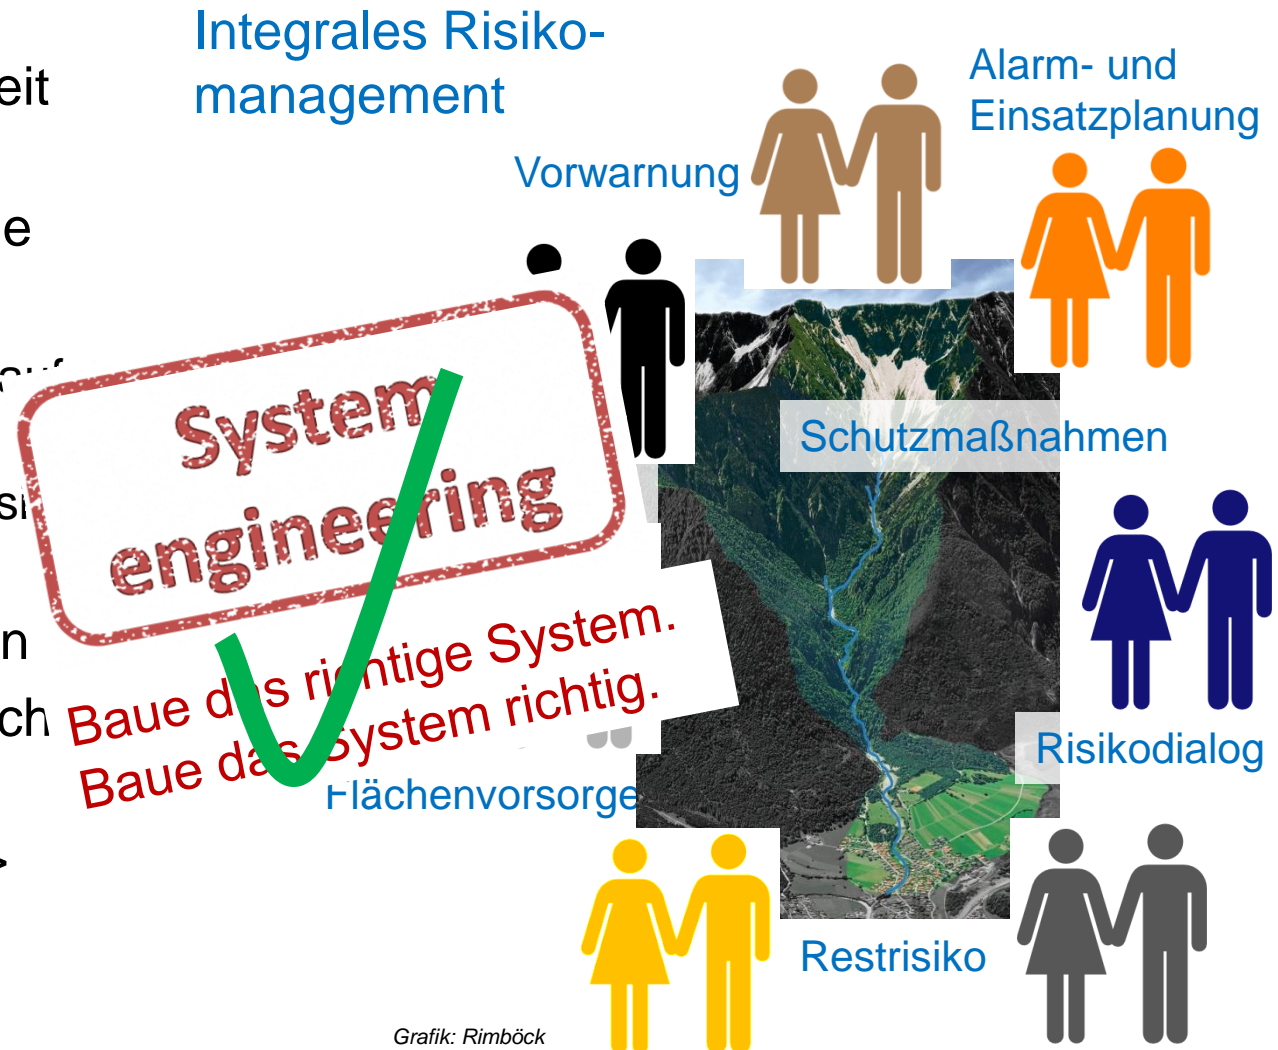 Integrales Risiko-
management
Alarm- und
Einsatzplanung
Vorwarnung
System
engineering
Schutzmaßnahmen
Baue das richtige System.
Baue das System richtig.
Risikodialog
Flächenvorsorge
Restrisiko
Grafik: Rimböck